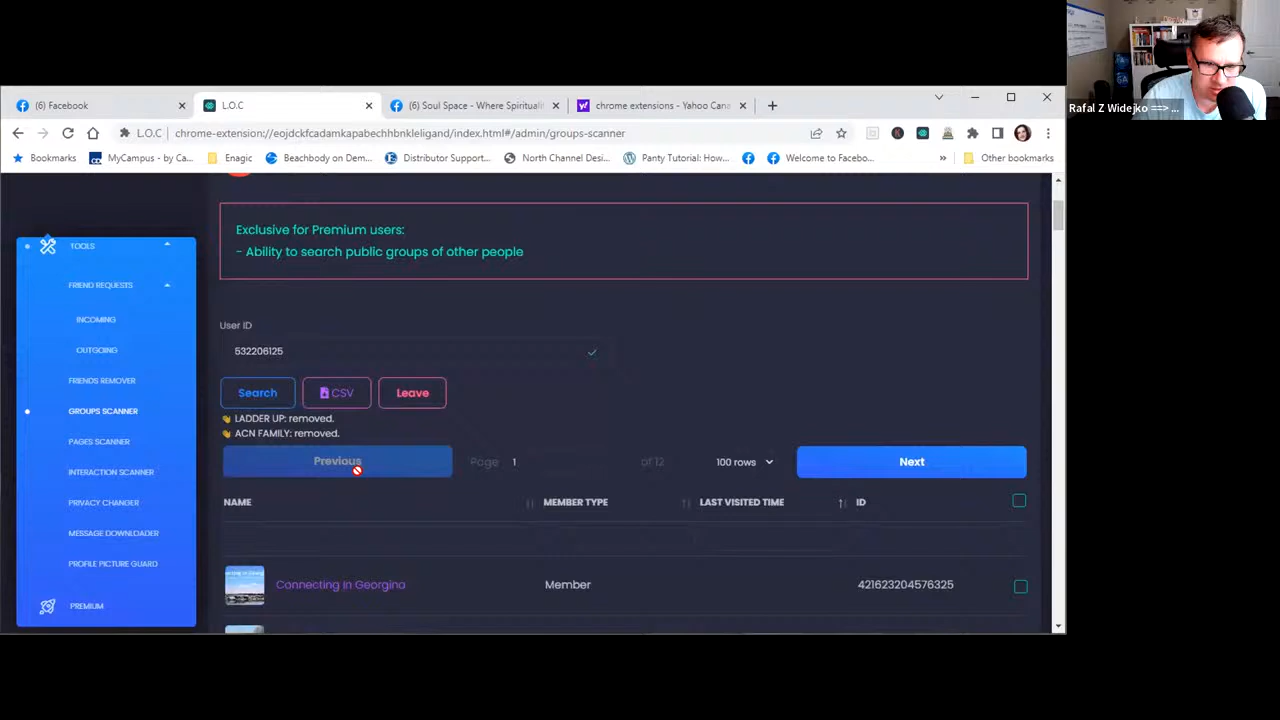 (6) Facebook
L.O.C
(6) Soul Space - Where Spirituali
chrome extensions - Yahoo Cana
L.O.C
chrome-extension://eojdckfcadamkapabechhbnkleligand/index.html#/admin/groups-scanner
Bookmarks
MyCampus - by Ca...
Enagic
Beachbody on Dem...
Distributor Support...
North Channel Desi...
Panty Tutorial: How...
Welcome to Facebo...
»
Other bookmarks
Rafal Z Widejko ==> ...
TOOLS
FRIEND REQUESTS
INCOMING
OUTGOING
FRIENDS REMOVER
GROUPS SCANNER
PAGES SCANNER
INTERACTION SCANNER
PRIVACY CHANGER
MESSAGE DOWNLOADER
PROFILE PICTURE GUARD
PREMIUM
Exclusive for Premium users:
- Ability to search public groups of other people
User ID
532206125
Search CSV Leave
👋 LADDER UP: removed.
👋 ACN FAMILY: removed.
Previous Page 1 of 12 100 rows Next
NAME MEMBER TYPE LAST VISITED TIME ID
Connecting In Georgina Member 421623204576325